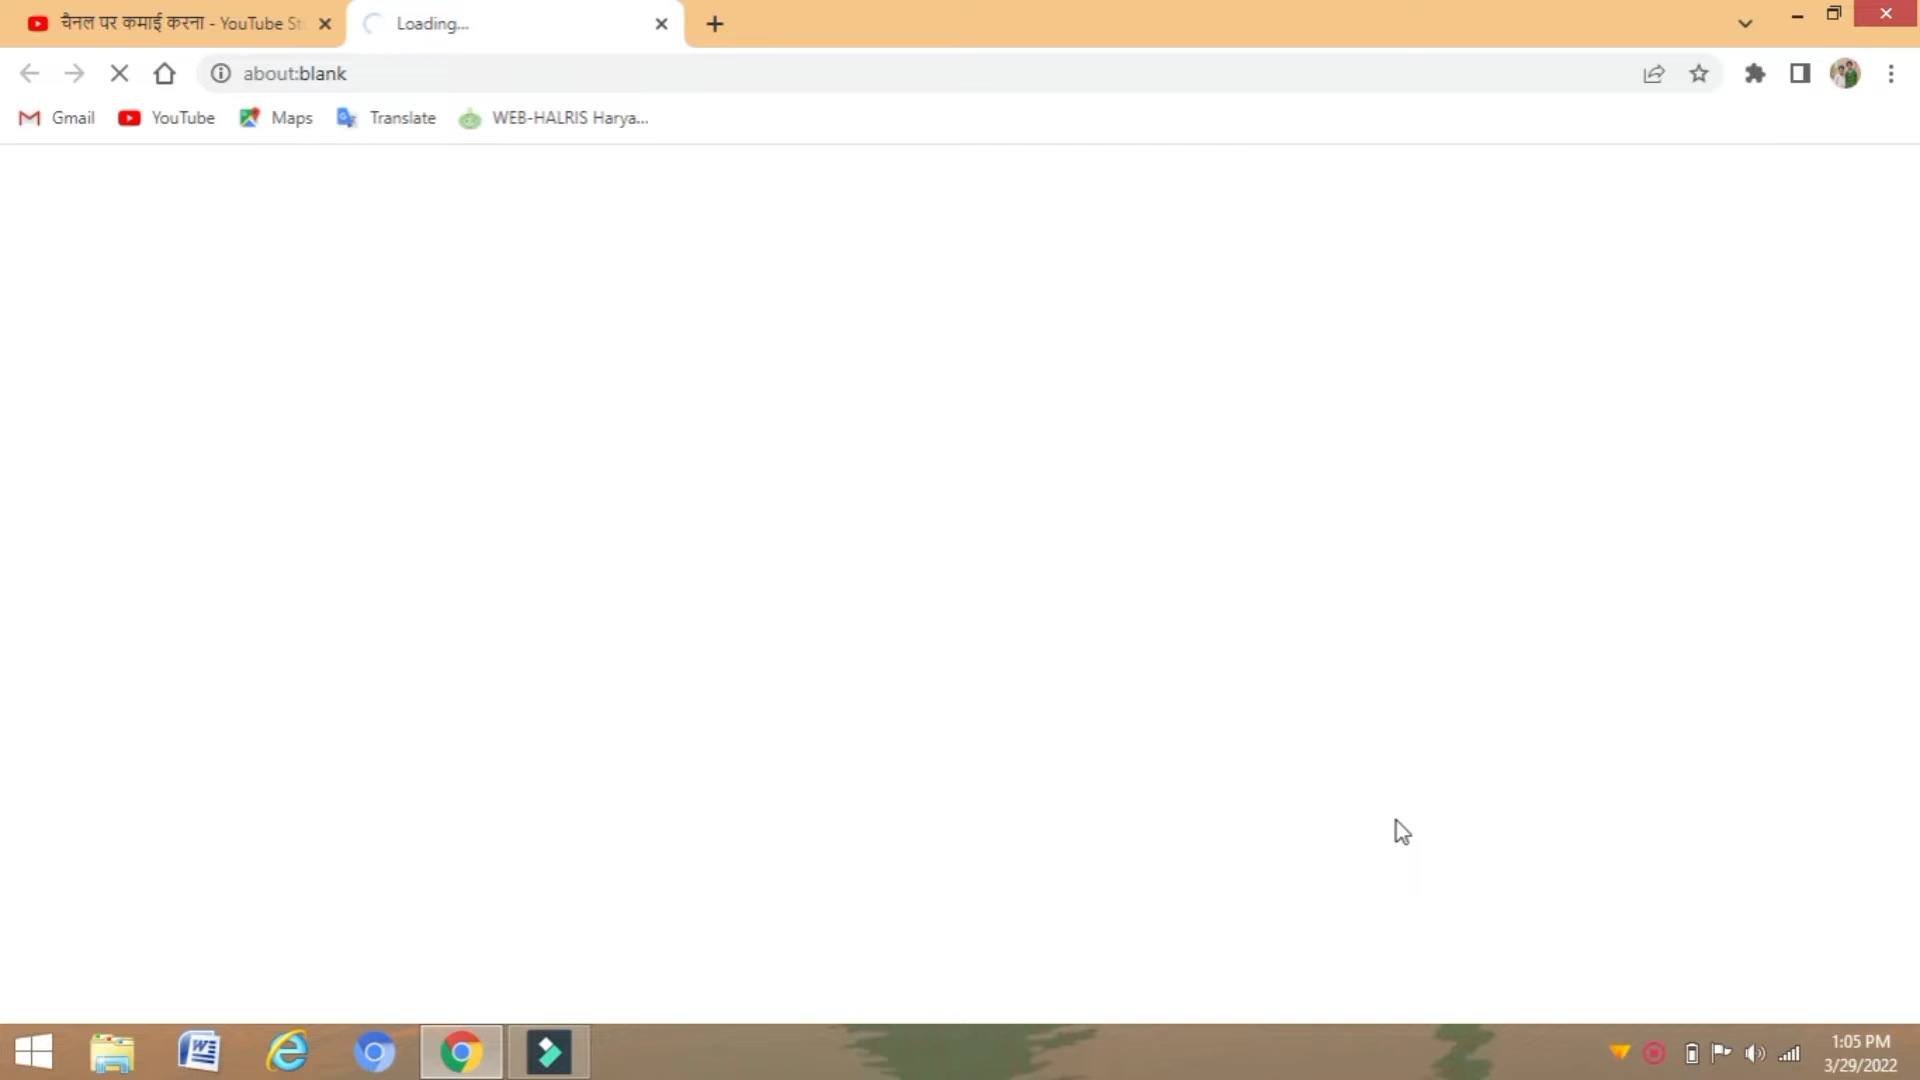 चैनल पर कमाई करना - YouTube St
Loading...
about:blank
Gmail
YouTube
Maps
Translate
WEB-HALRIS Harya...
1:05 PM
3/29/2022